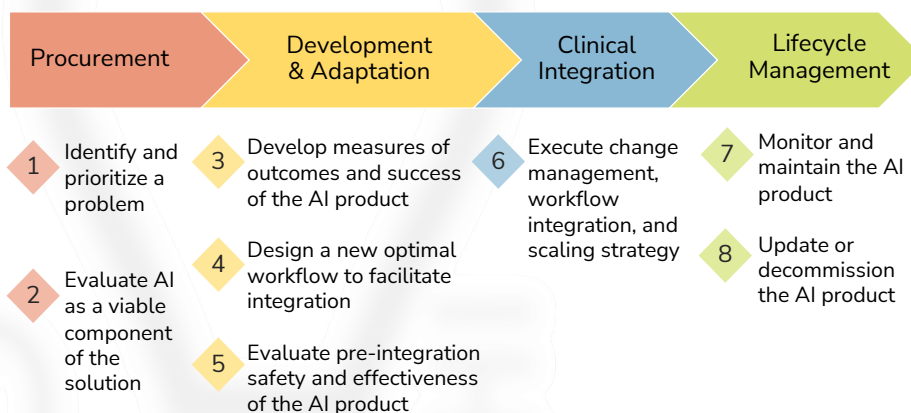 Procurement
Development
& Adaptation
Clinical
Integration
Lifecycle
Management
1
Identify and
prioritize a
problem
2
Evaluate AI
as a viable
component
of the
solution
3
Develop measures of
outcomes and success
of the AI product
4
Design a new optimal
workflow to facilitate
integration
5
Evaluate pre-integration
safety and effectiveness
of the AI product
6
Execute change
management,
workflow
integration, and
scaling strategy
7
Monitor and
maintain the AI
product
8
Update or
decommission
the AI product